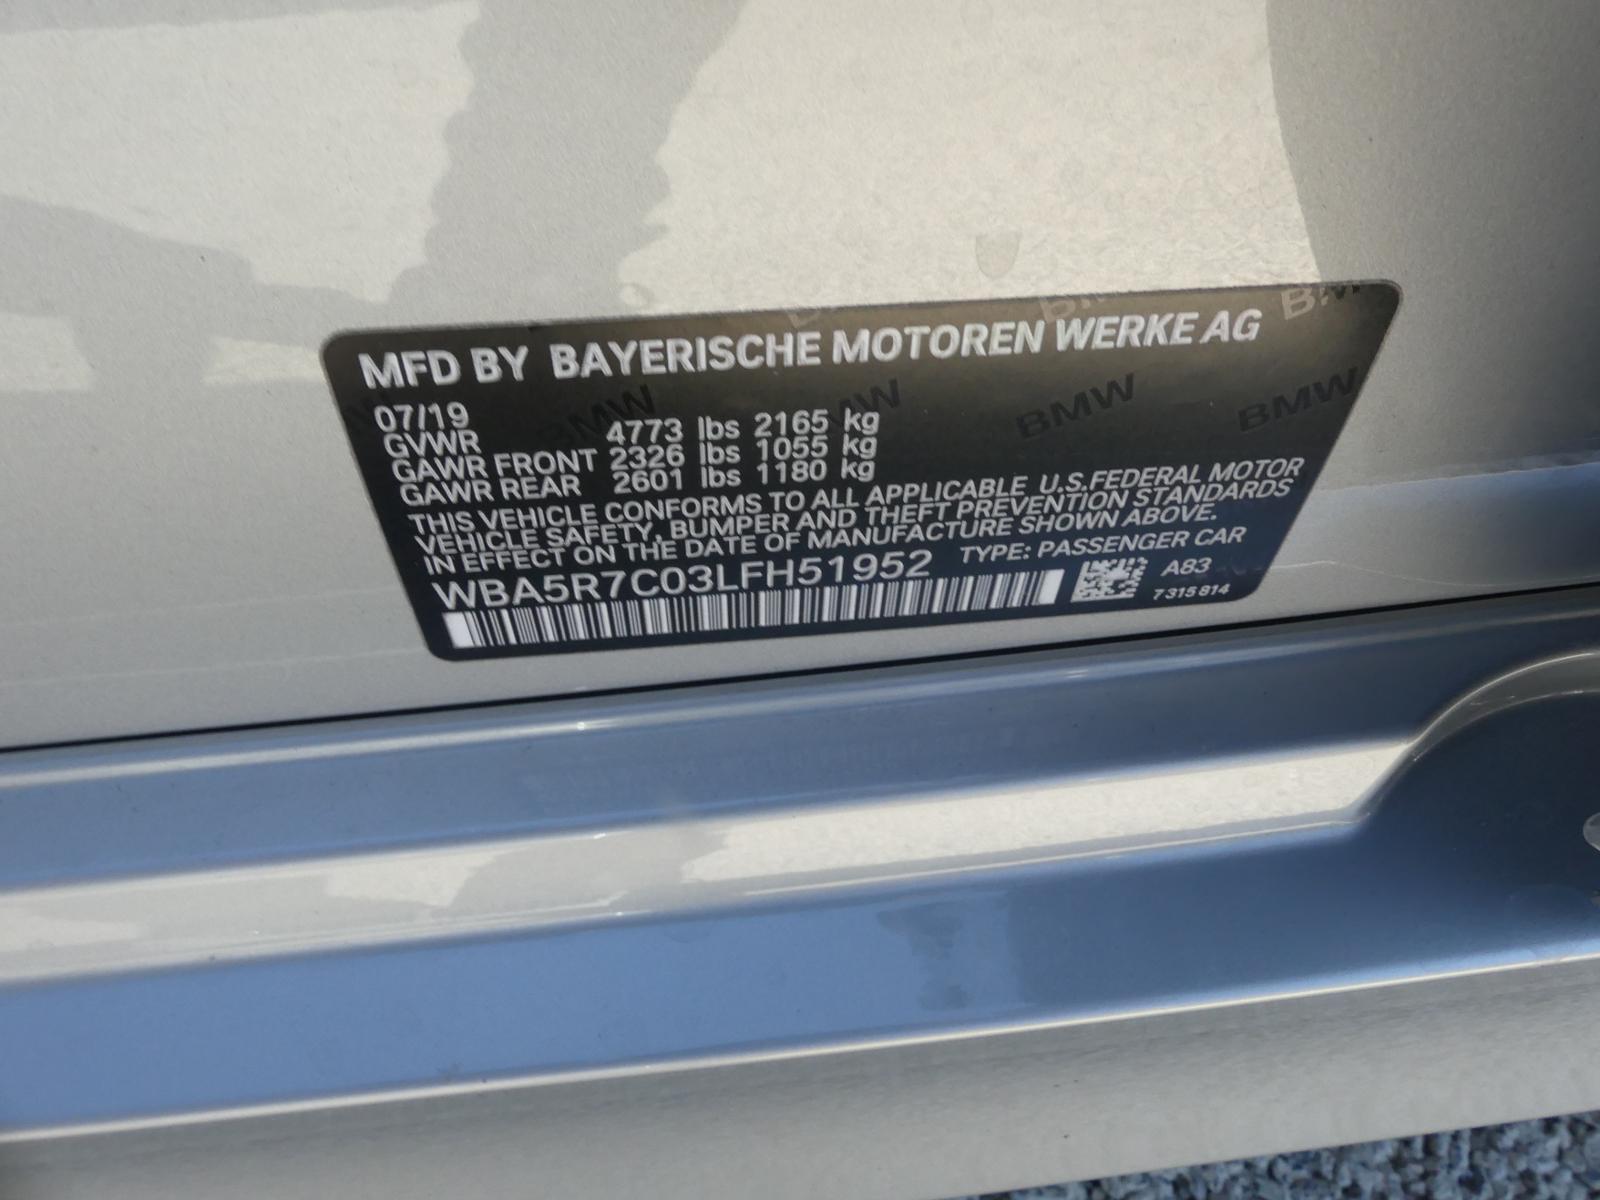 MFD BY BAYERISCHE MOTOREN WERKE AG
07/19
GVWR 4773 lbs 2165 kg
GAWR FRONT 2326 lbs 1055 kg
GAWR REAR 2601 lbs 1180 kg
THIS VEHICLE CONFORMS TO ALL APPLICABLE U.S.FEDERAL MOTOR
VEHICLE SAFETY, BUMPER AND THEFT PREVENTION STANDARDS
IN EFFECT ON THE DATE OF MANUFACTURE SHOWN ABOVE.
WBA5R7C03LFH51952 TYPE: PASSENGER CAR
A83
7315814
BMW BMW BMW
BMW BMW BMW BMW